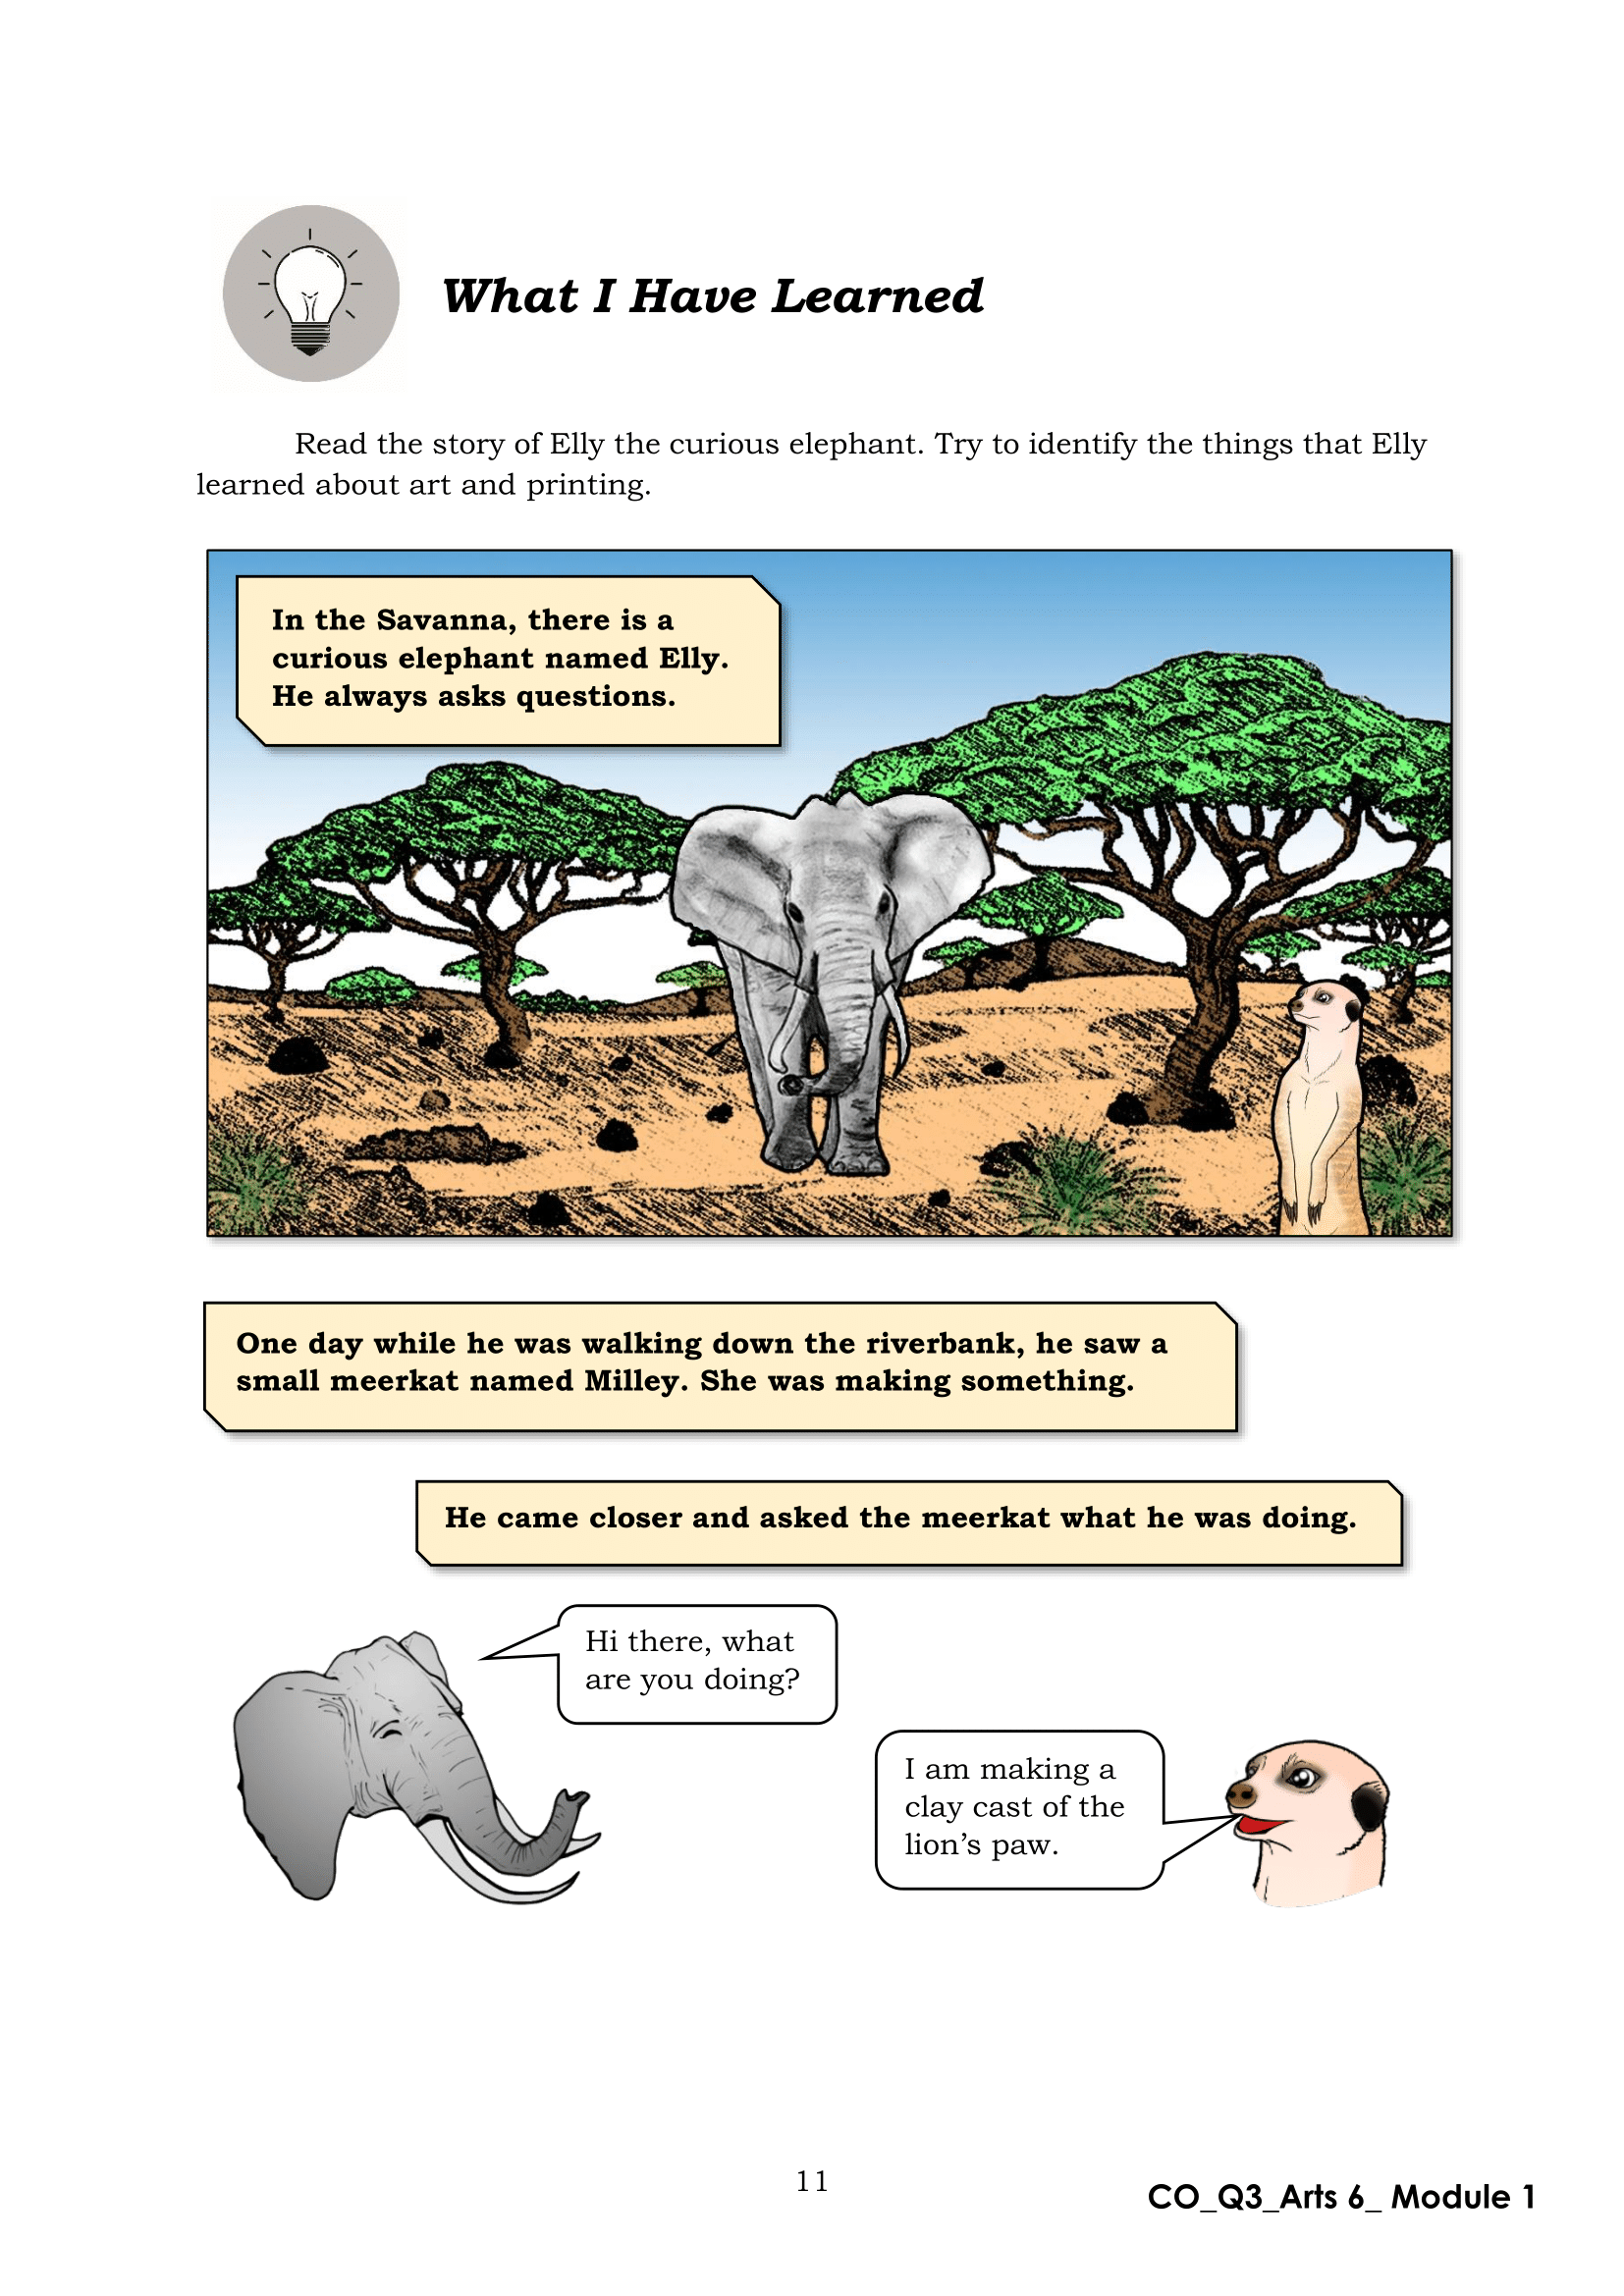 What I Have Learned
Read the story of Elly the curious elephant. Try to identify the things that Elly
learned about art and printing.
In the Savanna, there is a
curious elephant named Elly.
He always asks questions.
One day while he was walking down the riverbank, he saw a
small meerkat named Milley. She was making something.
He came closer and asked the meerkat what he was doing.
Hi there, what
are you doing?
I am making a
clay cast of the
lion’s paw.
11
CO_Q3_Arts 6_ Module 1